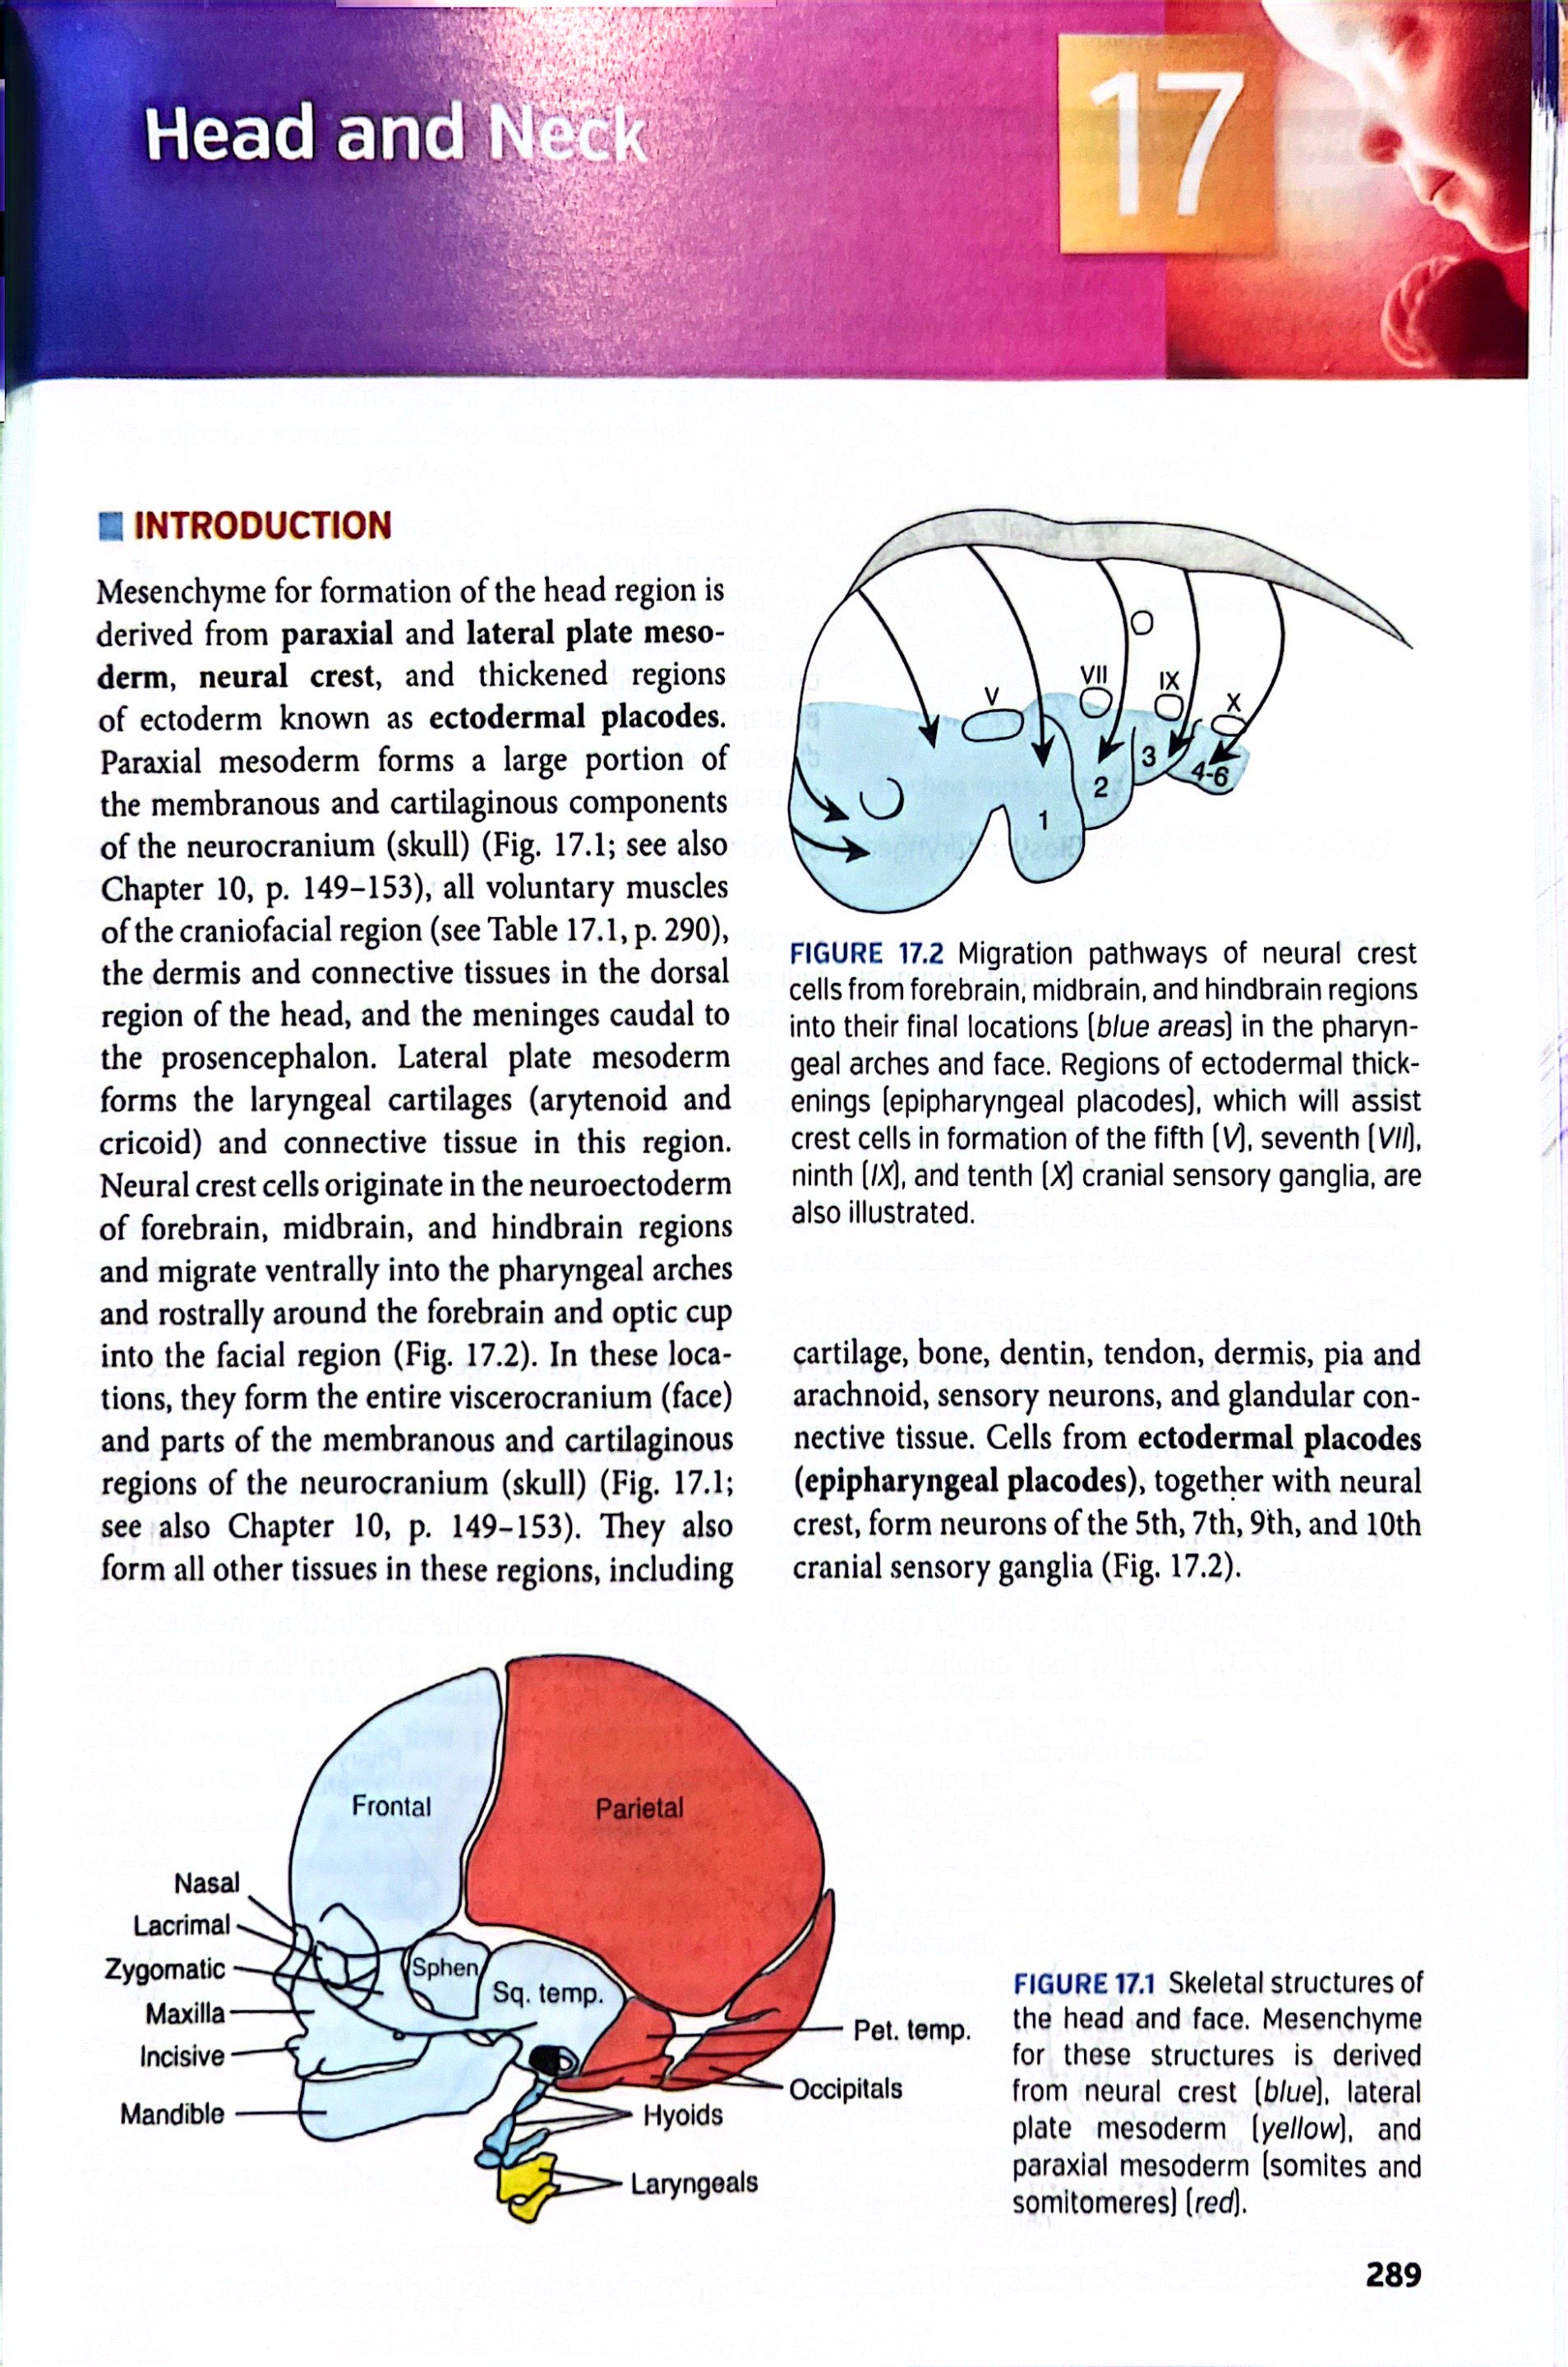 Head and Neck
17
INTRODUCTION
Mesenchyme for formation of the head region is
derived from paraxial and lateral plate meso-
derm, neural crest, and thickened regions
of ectoderm known as ectodermal placodes.
Paraxial mesoderm forms a large portion of
the membranous and cartilaginous components
of the neurocranium (skull) (Fig. 17.1; see also
Chapter 10, p. 149–153), all voluntary muscles
of the craniofacial region (see Table 17.1, p. 290),
the dermis and connective tissues in the dorsal
region of the head, and the meninges caudal to
the prosencephalon. Lateral plate mesoderm
forms the laryngeal cartilages (arytenoid and
cricoid) and connective tissue in this region.
Neural crest cells originate in the neuroectoderm
of forebrain, midbrain, and hindbrain regions
and migrate ventrally into the pharyngeal arches
and rostrally around the forebrain and optic cup
into the facial region (Fig. 17.2). In these loca-
tions, they form the entire viscerocranium (face)
and parts of the membranous and cartilaginous
regions of the neurocranium (skull) (Fig. 17.1;
see also Chapter 10, p. 149–153). They also
form all other tissues in these regions, including
V
VII
IX
X
1
2
3
4-6
FIGURE 17.2 Migration pathways of neural crest
cells from forebrain, midbrain, and hindbrain regions
into their final locations (blue areas) in the pharyn-
geal arches and face. Regions of ectodermal thick-
enings (epipharyngeal placodes), which will assist
crest cells in formation of the fifth (V), seventh (VII),
ninth (IX), and tenth (X) cranial sensory ganglia, are
also illustrated.
cartilage, bone, dentin, tendon, dermis, pia and
arachnoid, sensory neurons, and glandular con-
nective tissue. Cells from ectodermal placodes
(epipharyngeal placodes), together with neural
crest, form neurons of the 5th, 7th, 9th, and 10th
cranial sensory ganglia (Fig. 17.2).
Frontal
Parietal
Nasal
Lacrimal
Zygomatic
Maxilla
Incisive
Mandible
Sphen
Sq. temp.
Pet. temp.
Occipitals
Hyoids
Laryngeals
FIGURE 17.1 Skeletal structures of
the head and face. Mesenchyme
for these structures is derived
from neural crest (blue), lateral
plate mesoderm (yellow), and
paraxial mesoderm (somites and
somitomeres) (red).
289